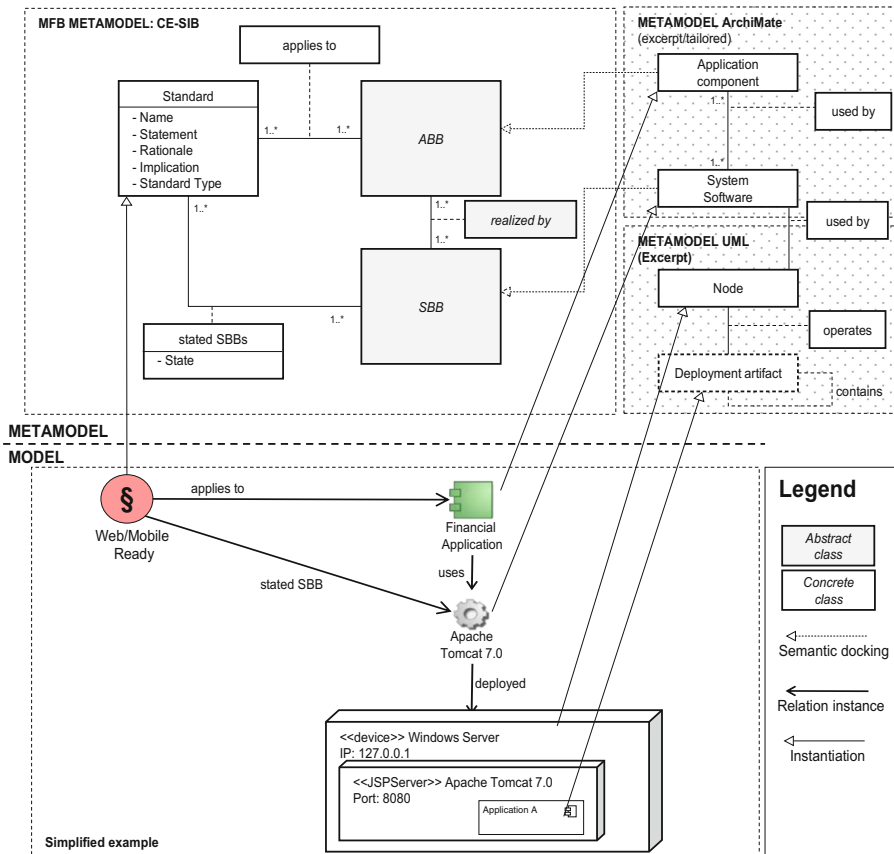 MFB METAMODEL: CE-SIB
applies to
Standard
- Name
- Statement
- Rationale
- Implication
- Standard Type
1..*
1..*
ABB
1..*
1..*
realized by
1..*
SBB
1..*
stated SBBs
- State
METAMODEL ArchiMate
(excerpt/tailored)
Application
component
1..*
used by
1..*
System
Software
used by
METAMODEL UML
(Excerpt)
Node
operates
Deployment artifact
contains
METAMODEL
MODEL
§
Web/Mobile
Ready
applies to
Financial
Application
uses
stated SBB
Apache
Tomcat 7.0
deployed
<<device>> Windows Server
IP: 127.0.0.1
<<JSPServer>> Apache Tomcat 7.0
Port: 8080
Application A
Simplified example
Legend
Abstract
class
Concrete
class
Semantic docking
Relation instance
Instantiation